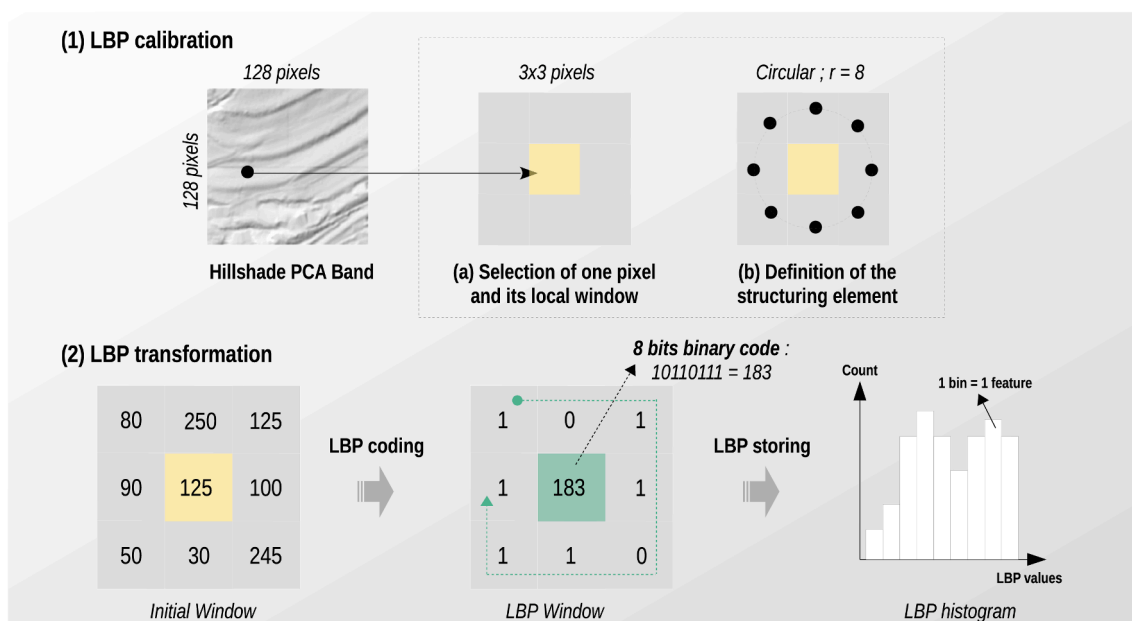 (1) LBP calibration
128 pixels
3x3 pixels
Circular ; r = 8
128 pixels
Hillshade PCA Band
(a) Selection of one pixel
and its local window
(b) Definition of the
structuring element
(2) LBP transformation
8 bits binary code :
10110111 = 183
80 250 125
90 125 100
50 30 245
Initial Window
LBP coding
1 0 1
1 183 1
1 1 0
LBP Window
LBP storing
Count
1 bin = 1 feature
LBP values
LBP histogram